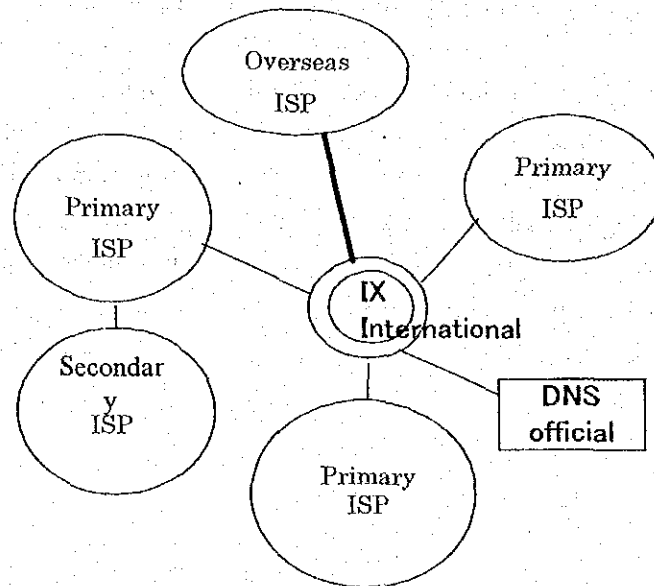 Overseas
ISP
Primary
ISP
Primary
ISP
IX
International
Secondar
y
ISP
DNS
official
Primary
ISP